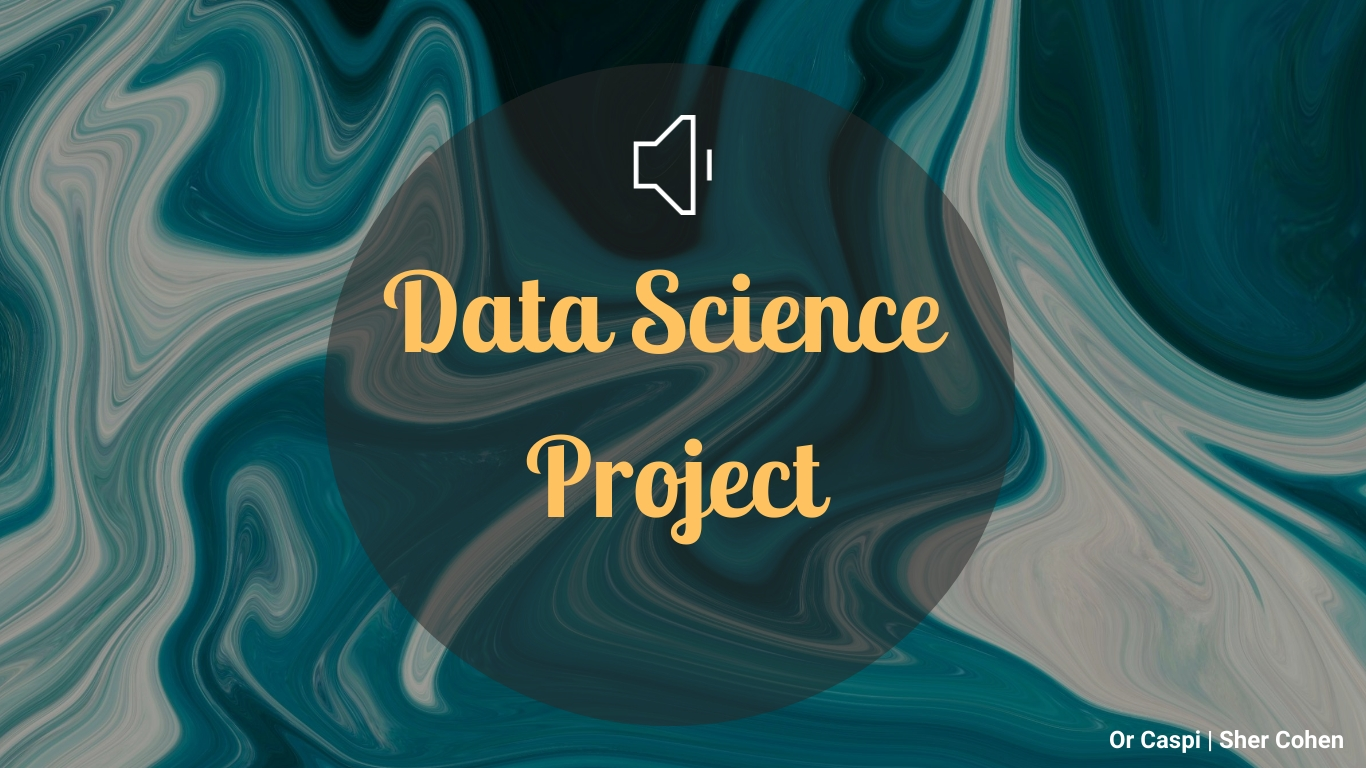 Data Science
Project
Or Caspi | Sher Cohen